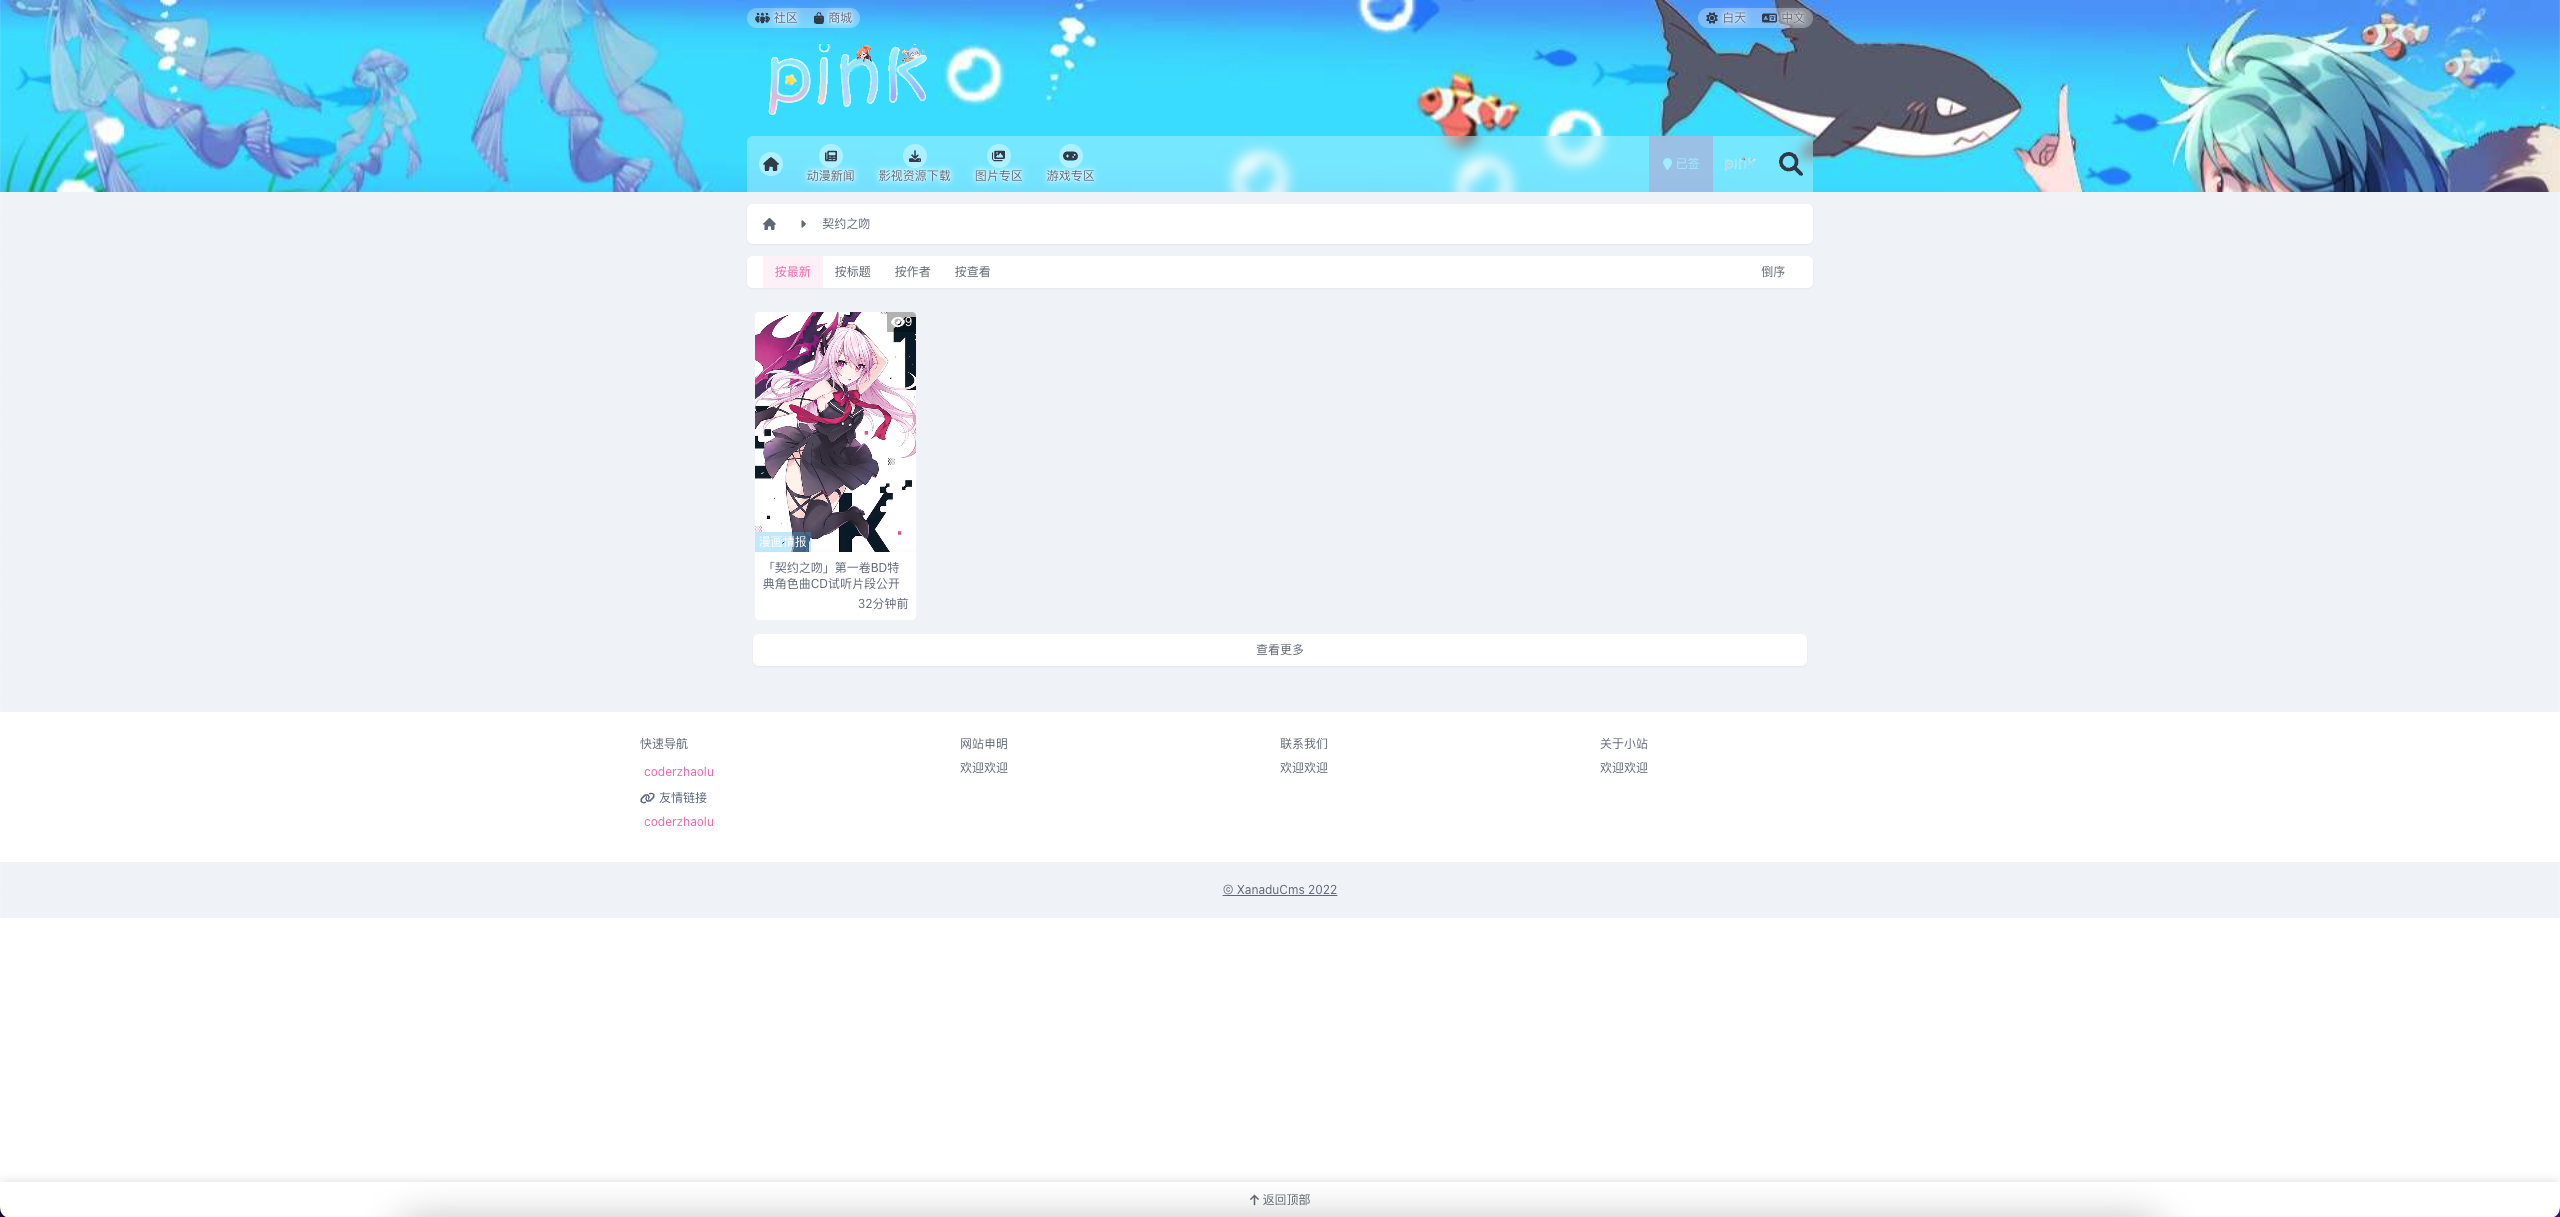 社区 商城
白天 中文
pink
动漫新闻 影视资源下载 图片专区 游戏专区
已签 pink
契约之吻
按最新 按标题 按作者 按查看 倒序
9
漫画情报
「契约之吻」第一卷BD特
典角色曲CD试听片段公开
32分钟前
查看更多
快速导航 网站申明 联系我们 关于小站
欢迎欢迎 欢迎欢迎 欢迎欢迎
coderzhaolu
友情链接
coderzhaolu
© XanaduCms 2022
返回顶部